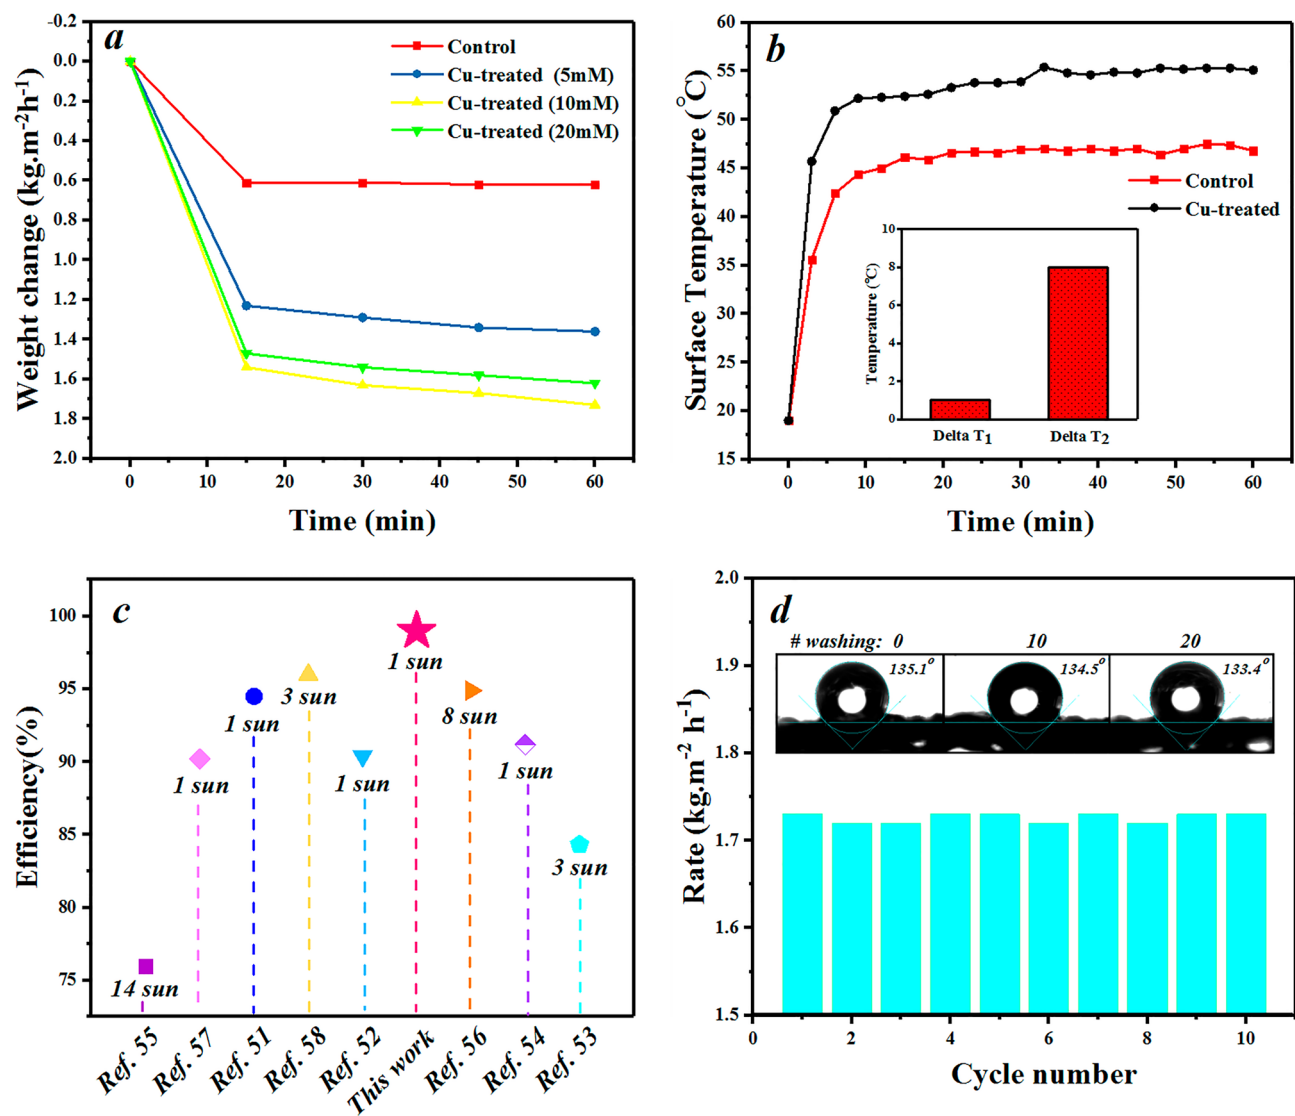 a
-0.2
0.0
0.2
0.4
0.6
0.8
1.0
1.2
1.4
1.6
1.8
2.0
Weight change (kg.m-2h-1)
Control
Cu-treated (5mM)
Cu-treated (10mM)
Cu-treated (20mM)
0 10 20 30 40 50 60
Time (min)
b
60
55
50
45
40
35
30
25
20
15
Surface Temperature (°C)
Control
Cu-treated
10
8
6
4
2
0
Temperature (°C)
Delta T1 Delta T2
0 10 20 30 40 50 60
Time (min)
c
100
95
90
85
80
75
Efficiency(%)
14 sun
1 sun
1 sun
3 sun
1 sun
1 sun
8 sun
1 sun
3 sun
Ref. 55
Ref. 57
Ref. 51
Ref. 58
Ref. 52
This work
Ref. 56
Ref. 54
Ref. 53
d
2.0
1.9
1.8
1.7
1.6
1.5
Rate (kg.m-2 h-1)
# washing: 0 10 20
135.1° 134.5° 133.4°
0 2 4 6 8 10
Cycle number